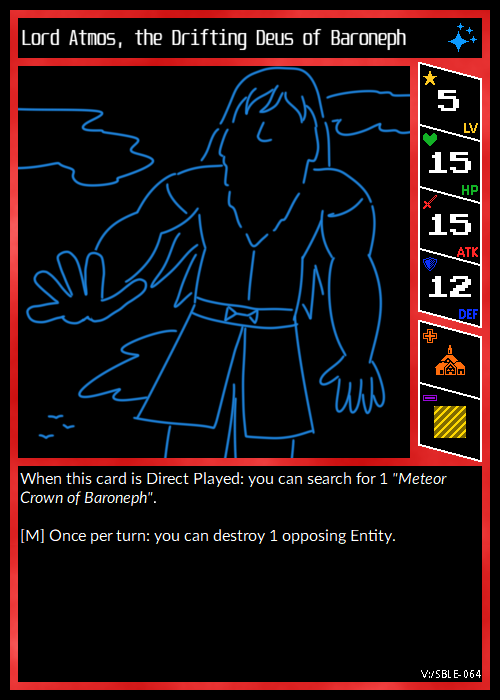 Lord Atmos, the Drifting Deus of Baroneph
5
LV
15
HP
15
ATK
12
DEF
When this card is Direct Played: you can search for 1 "Meteor
Crown of Baroneph".
[M] Once per turn: you can destroy 1 opposing Entity.
V:/SBLE-064